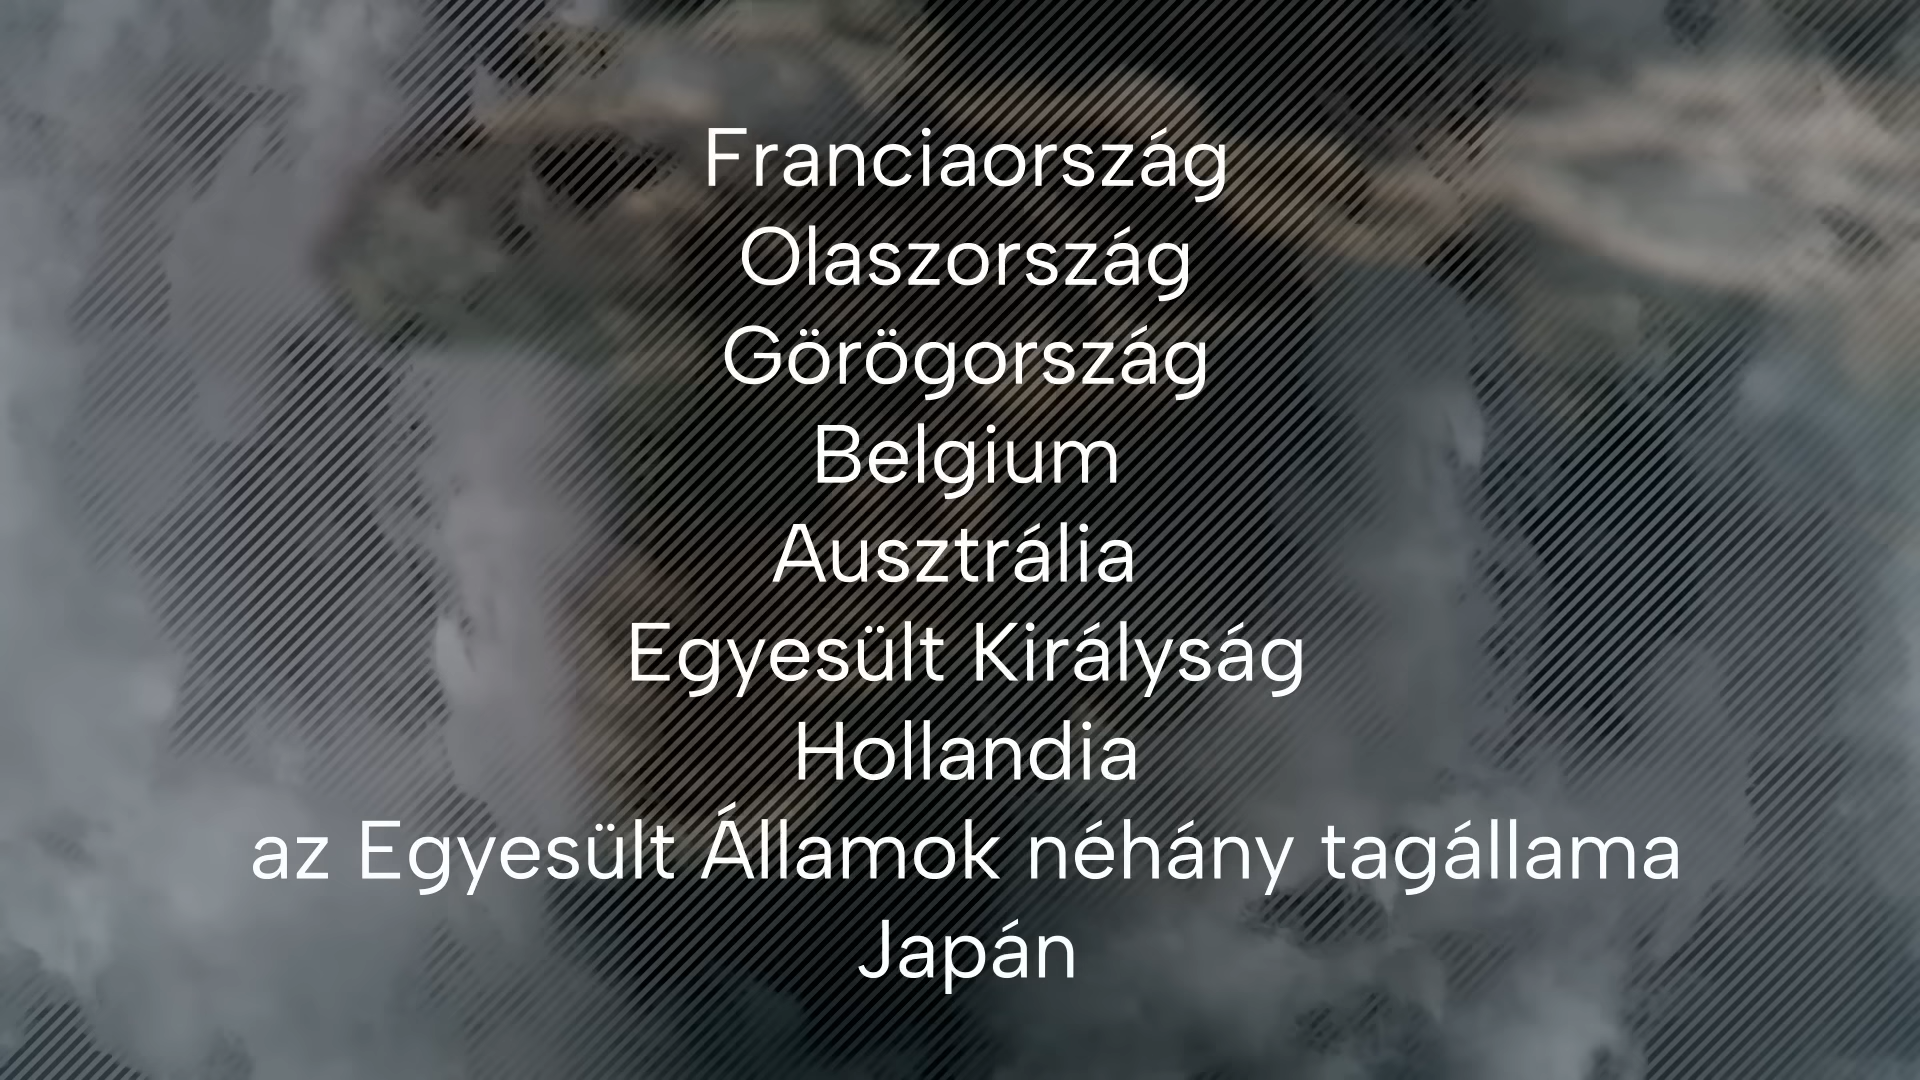 Franciaország
Olaszország
Görögország
Belgium
Ausztrália
Egyesült Királyság
Hollandia
az Egyesült Államok néhány tagállama
Japán